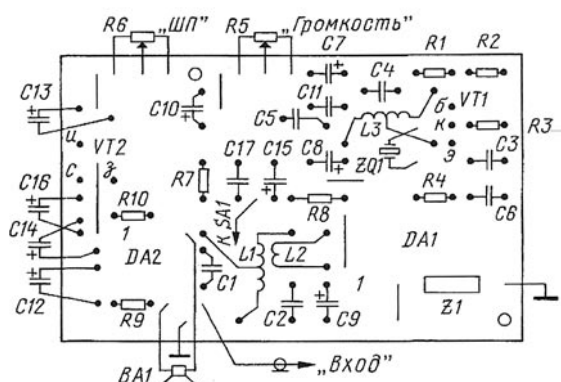 R6 „ШП" R5 „Громкость"
C7 R1 R2
C13 C4
C10 C11 б VT1
C5 L3 к R3
и VT2 C17 C15 C8 э C3
с з R7 ZQ1
C16 R10 R8 R4 C6
C14 1 К SA1
DA2 L1 L2 DA1
C1 1
C12 R9 C2 C9 Z1
BA1 „Вход"